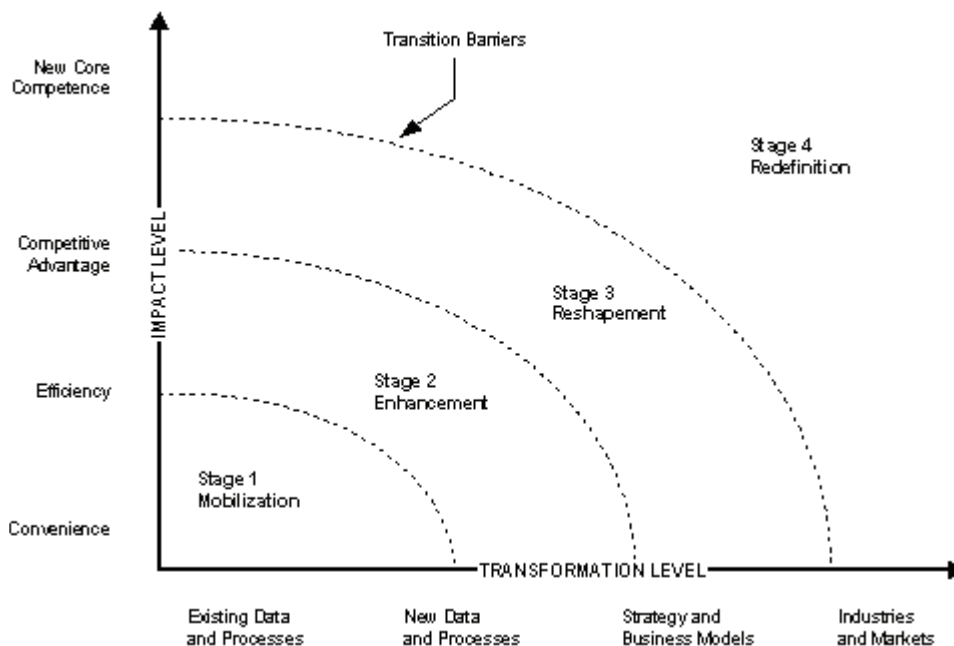 Transition Barriers
New Core
Competence
Stage 4
Redefinition
Competitive
Advantage
IMPACT LEVEL
Stage 3
Reshapement
Stage 2
Enhancement
Efficiency
Stage 1
Mobilization
Convenience
TRANSFORMATION LEVEL
Existing Data
and Processes
New Data
and Processes
Strategy and
Business Models
Industries
and Markets